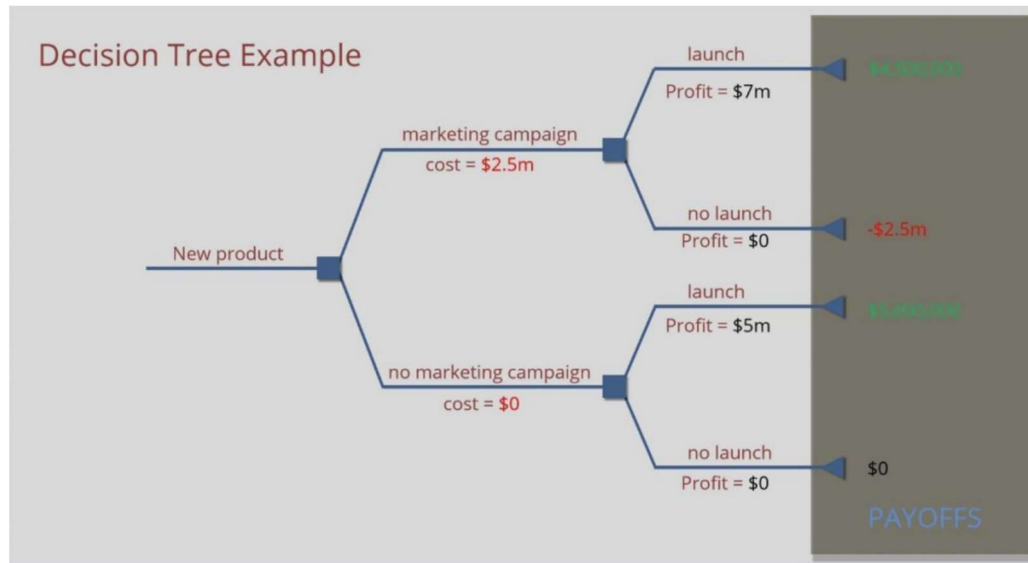 Decision Tree Example
launch
Profit = $7m
marketing campaign
cost = $2.5m
no launch
Profit = $0
-$2.5m
New product
launch
Profit = $5m
no marketing campaign
cost = $0
no launch
Profit = $0
$0
PAYOFFS